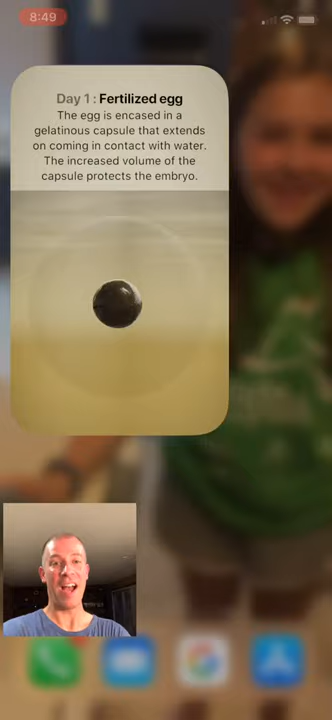 8:49
Day 1 : Fertilized egg
The egg is encased in a
gelatinous capsule that extends
on coming in contact with water.
The increased volume of the
capsule protects the embryo.